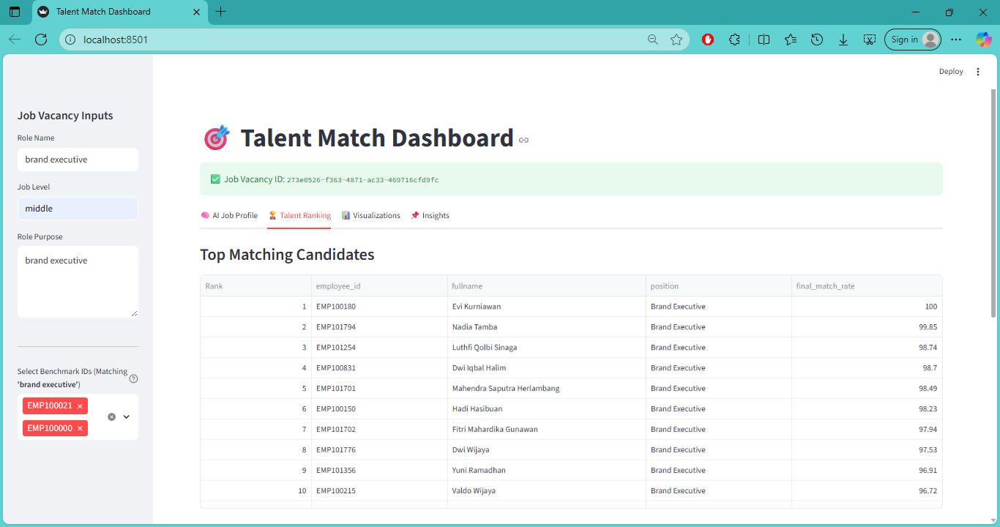 Talent Match Dashboard
localhost:8501
Sign in
Deploy
Job Vacancy Inputs
Role Name
brand executive
Job Level
middle
Role Purpose
brand executive
Select Benchmark IDs (Matching
'brand executive')
EMP100021
EMP100000
Talent Match Dashboard
Job Vacancy ID: 273e0526-f363-4871-ac33-469716cfd9fc
AI Job Profile Talent Ranking Visualizations Insights
Top Matching Candidates
Rank employee_id fullname position final_match_rate
1 EMP100180 Evi Kurniawan Brand Executive 100
2 EMP101794 Nadia Tamba Brand Executive 99.85
3 EMP101254 Luthfi Qolbi Sinaga Brand Executive 98.74
4 EMP100831 Dwi Iqbal Halim Brand Executive 98.7
5 EMP101701 Mahendra Saputra Herlambang Brand Executive 98.49
6 EMP100150 Hadi Hasibuan Brand Executive 98.23
7 EMP101702 Fitri Mahardika Gunawan Brand Executive 97.94
8 EMP101776 Dwi Wijaya Brand Executive 97.53
9 EMP101356 Yuni Ramadhan Brand Executive 96.91
10 EMP100215 Valdo Wijaya Brand Executive 96.72